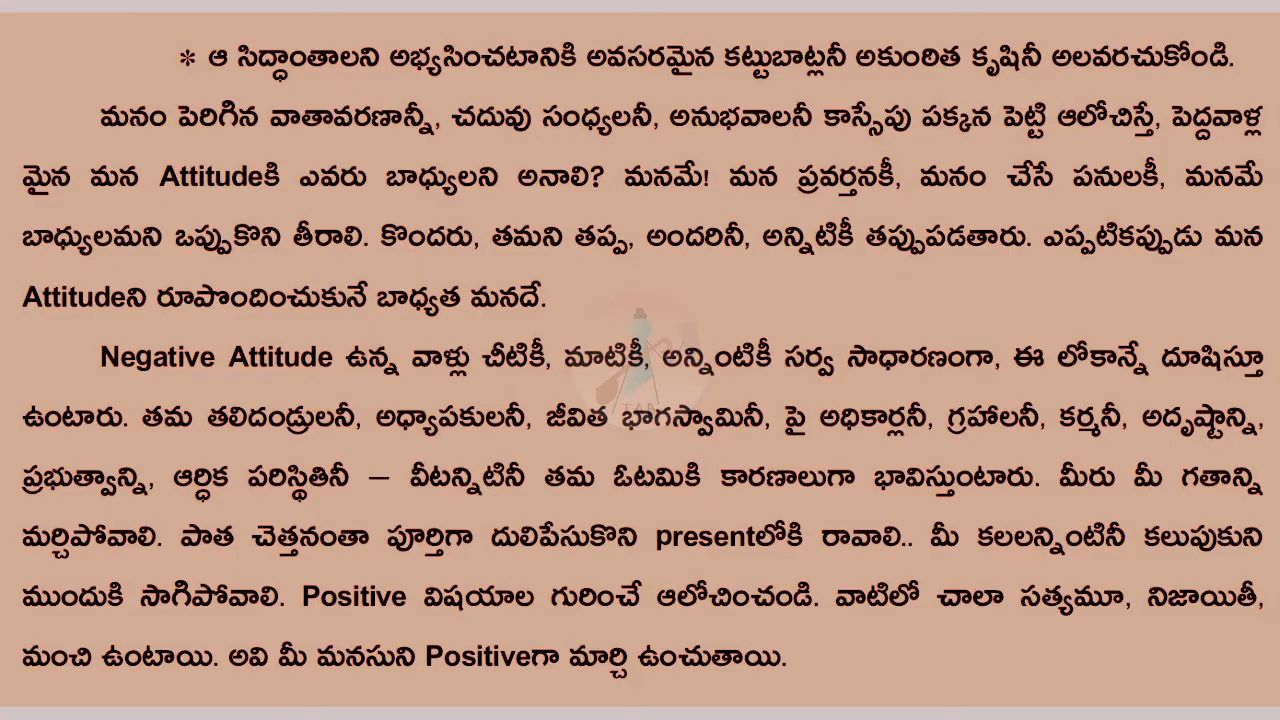 * ఆ సిద్ధాంతాలని అభ్యసించటానికి అవసరమైన కట్టుబాట్లనీ అకుంఠిత కృషినీ అలవరచుకోండి.
మనం పెరిగిన వాతావరణాన్నీ, చదువు సంధ్యలనీ, అనుభవాలనీ కాస్సేపు పక్కన పెట్టి ఆలోచిస్తే, పెద్దవాళ్ల
మైన మన Attitudeకి ఎవరు బాధ్యులని అనాలి? మనమే! మన ప్రవర్తనకీ, మనం చేసే పనులకీ, మనమే
బాధ్యులమని ఒప్పుకొని తీరాలి. కొందరు, తమని తప్ప, అందరినీ, అన్నిటికీ తప్పుపడతారు. ఎప్పటికప్పుడు మన
Attitudeని రూపొందించుకునే బాధ్యత మనదే.
Negative Attitude ఉన్న వాళ్లు చీటికీ, మాటికీ, అన్నింటికీ సర్వ సాధారణంగా, ఈ లోకాన్నే దూషిస్తూ
ఉంటారు. తమ తలిదండ్రులనీ, అధ్యాపకులనీ, జీవిత భాగస్వామినీ, పై అధికార్లనీ, గ్రహాలనీ, కర్మనీ, అదృష్టాన్ని,
ప్రభుత్వాన్ని, ఆర్ధిక పరిస్థితినీ — వీటన్నిటినీ తమ ఓటమికి కారణాలుగా భావిస్తుంటారు. మీరు మీ గతాన్ని
మర్చిపోవాలి. పాత చెత్తనంతా పూర్తిగా దులిపేసుకొని presentలోకి రావాలి.. మీ కలలన్నింటినీ కలుపుకుని
ముందుకి సాగిపోవాలి. Positive విషయాల గురించే ఆలోచించండి. వాటిలో చాలా సత్యమూ, నిజాయితీ,
మంచి ఉంటాయి. అవి మీ మనసుని Positiveగా మార్చి ఉంచుతాయి.